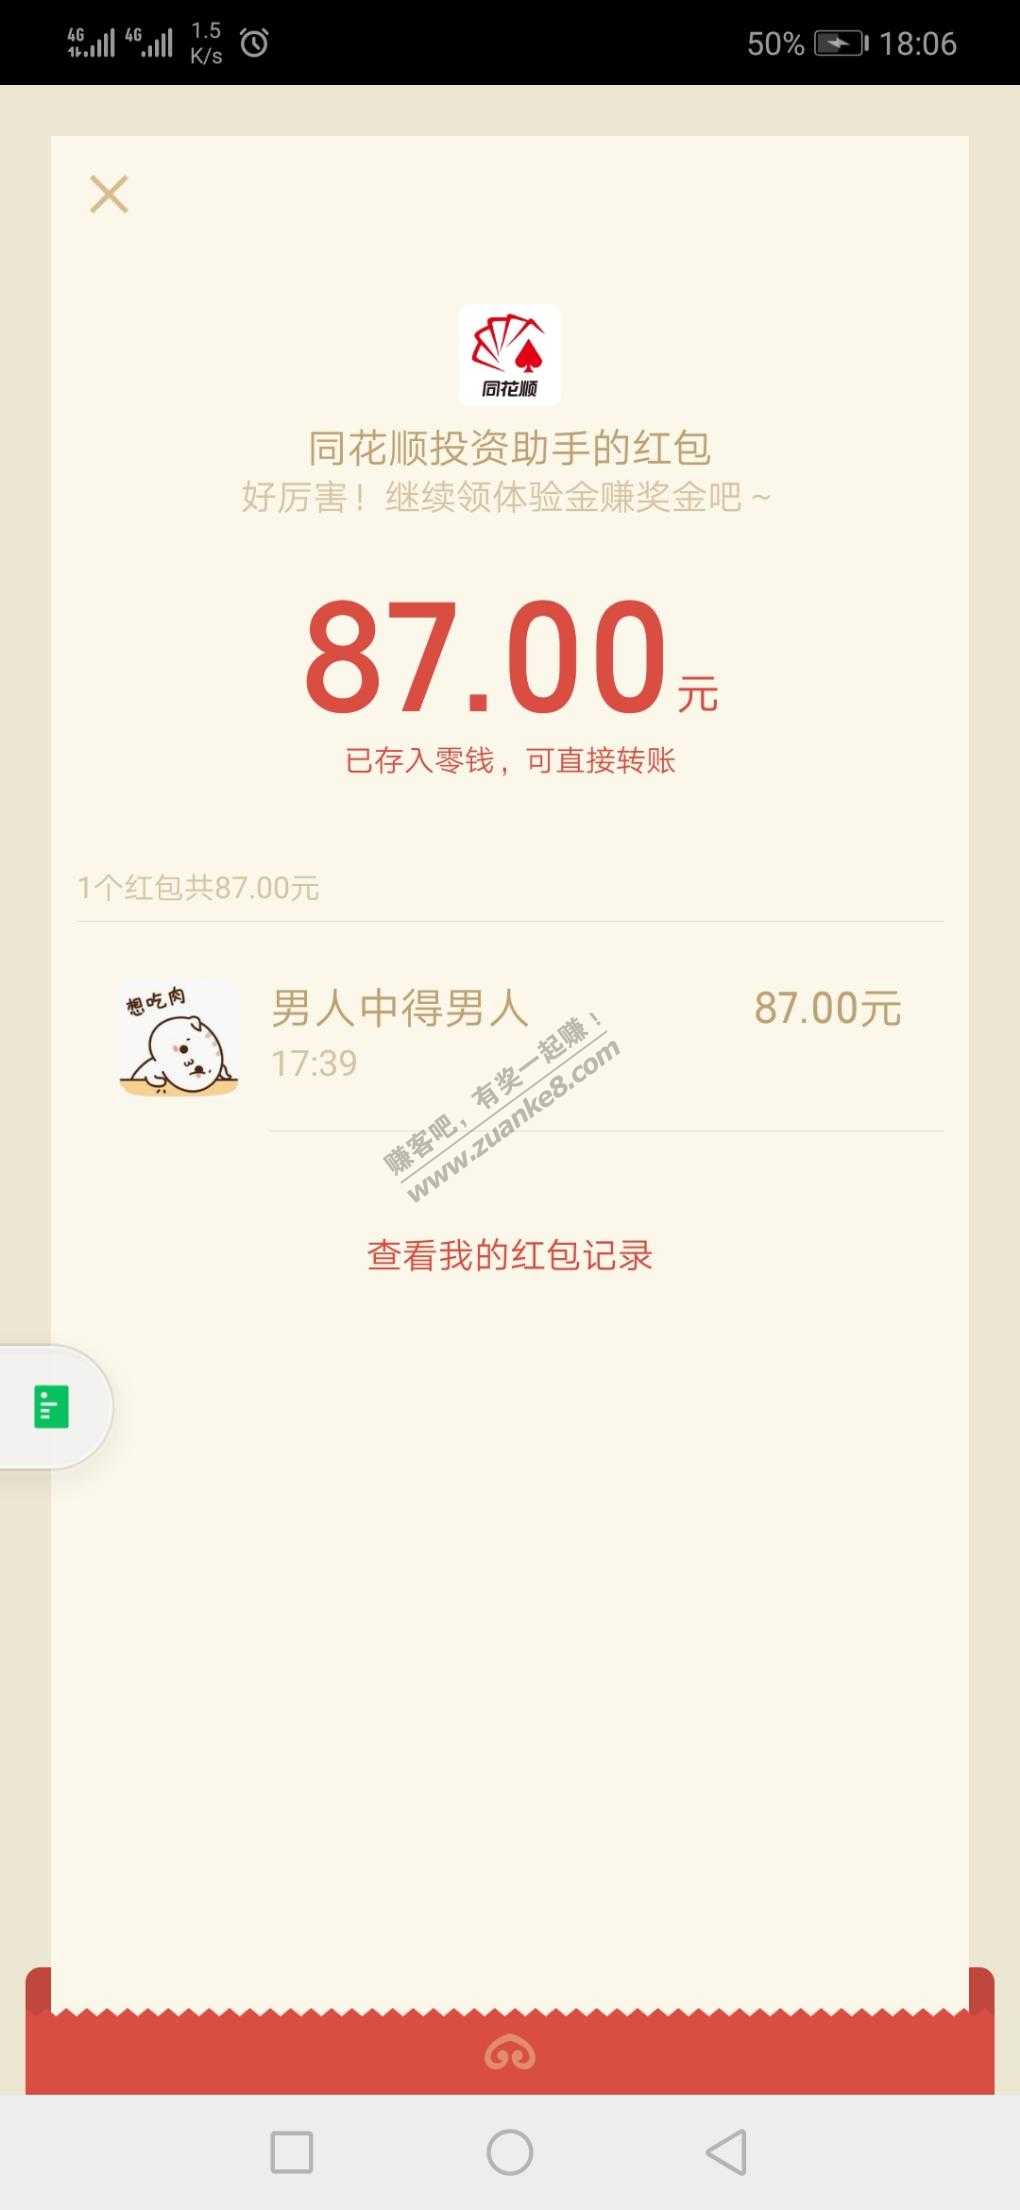 4G 4G 1.5 K/s 50% 18:06
同花顺
同花顺投资助手的红包
好厉害！继续领体验金赚奖金吧～
87.00元
已存入零钱，可直接转账
1个红包共87.00元
想吃肉
男人中得男人 87.00元
17:39
赚客吧，有奖一起赚！
www.zuanke8.com
查看我的红包记录